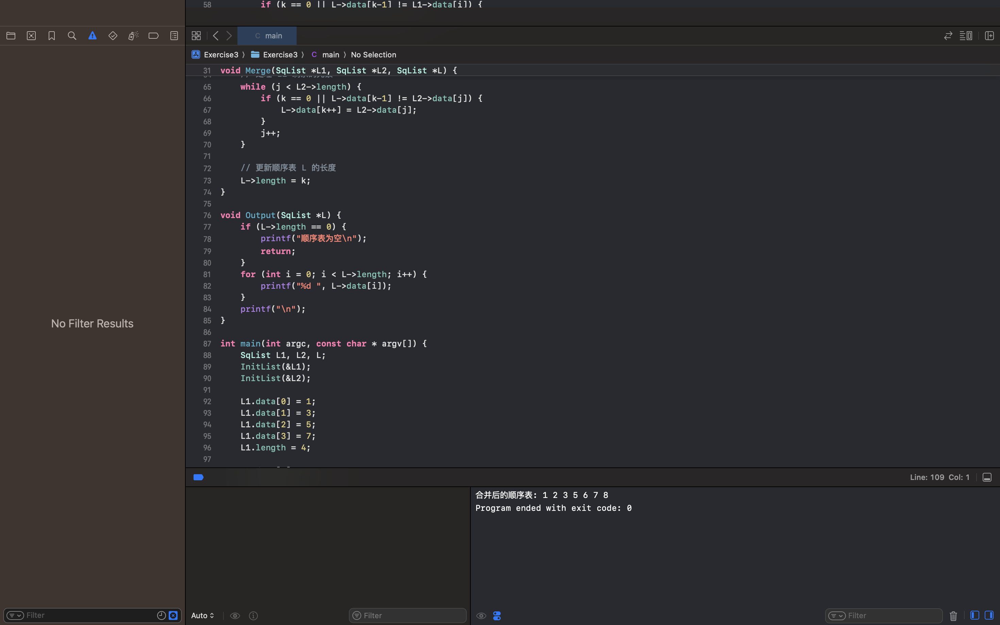 58 if (k == 0 || L->data[k-1] != L1->data[i]) {
main
Exercise3 〉 Exercise3 〉 C main 〉 No Selection
31 void Merge(SqList *L1, SqList *L2, SqList *L) {
65 while (j < L2->length) {
66 if (k == 0 || L->data[k-1] != L2->data[j]) {
67 L->data[k++] = L2->data[j];
68 }
69 j++;
70 }
71
72 // 更新顺序表 L 的长度
73 L->length = k;
74 }
75
76 void Output(SqList *L) {
77 if (L->length == 0) {
78 printf("顺序表为空\n");
79 return;
80 }
81 for (int i = 0; i < L->length; i++) {
82 printf("%d ", L->data[i]);
83 }
84 printf("\n");
85 }
86
87 int main(int argc, const char * argv[]) {
88 SqList L1, L2, L;
89 InitList(&L1);
90 InitList(&L2);
91
92 L1.data[0] = 1;
93 L1.data[1] = 3;
94 L1.data[2] = 5;
95 L1.data[3] = 7;
96 L1.length = 4;
97
No Filter Results
Line: 109 Col: 1
合并后的顺序表: 1 2 3 5 6 7 8
Program ended with exit code: 0
Filter
Auto
Filter
Filter